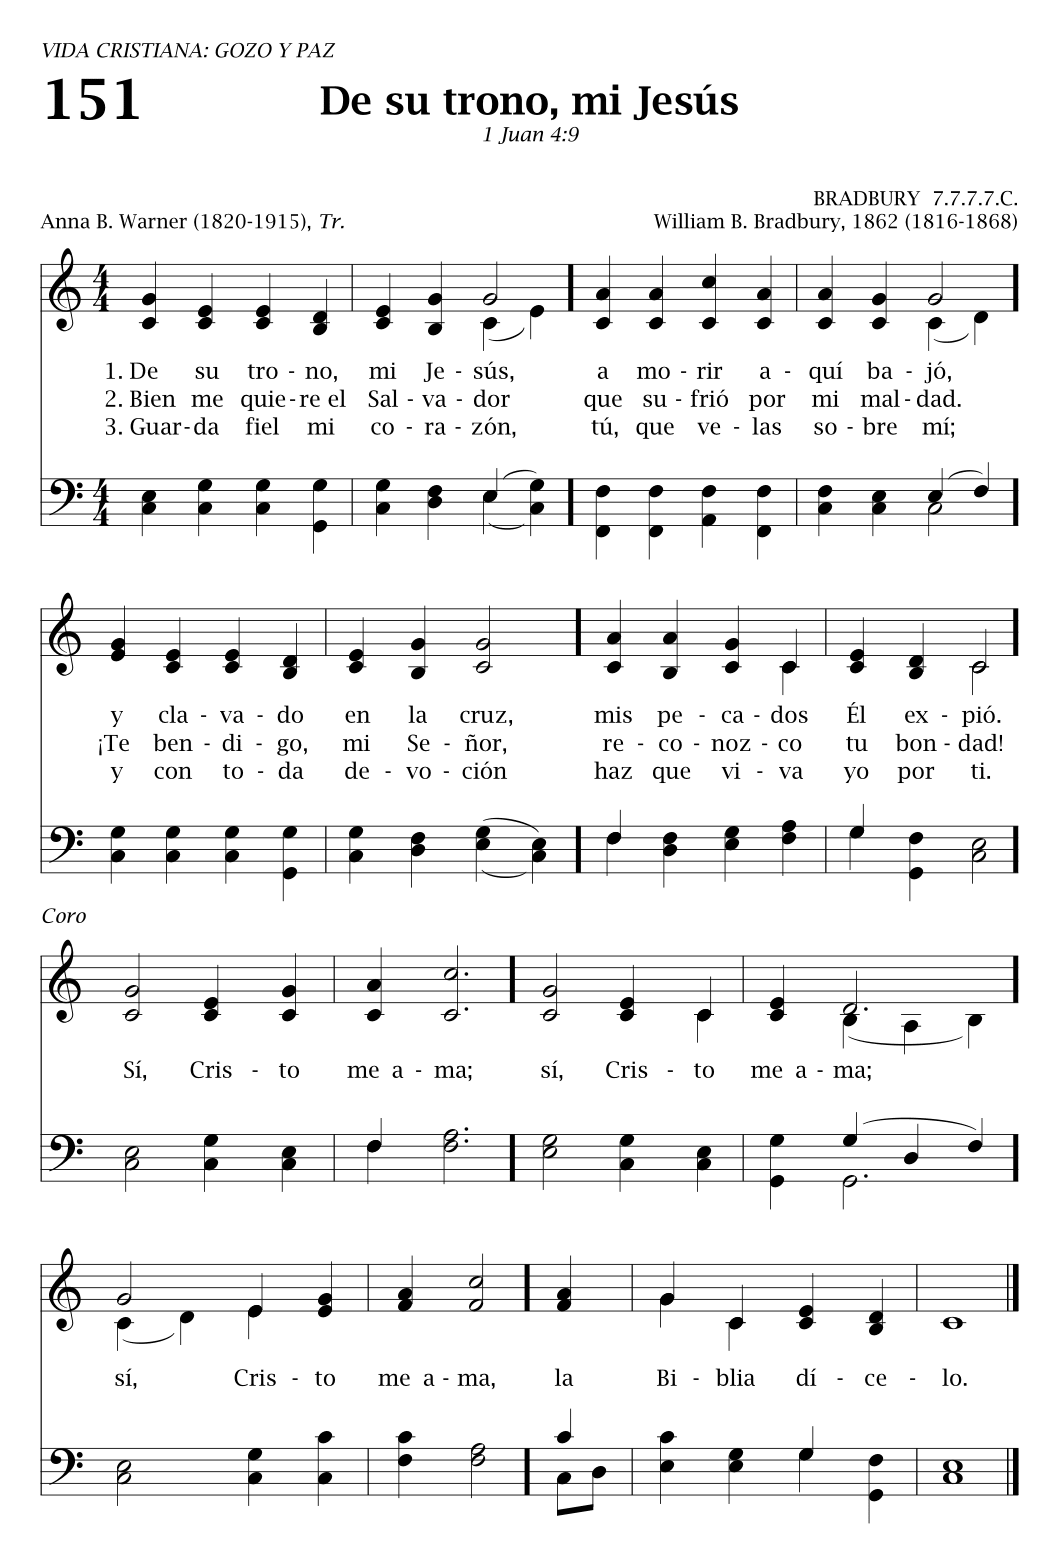 VIDA CRISTIANA: GOZO Y PAZ
151
De su trono, mi Jesús
1 Juan 4:9
BRADBURY 7.7.7.7.C.
Anna B. Warner (1820-1915), Tr.
William B. Bradbury, 1862 (1816-1868)
1. De su tro - no, mi Je - sús, a mo - rir a - quí ba - jó,
2. Bien me quie - re el Sal - va - dor que su - frió por mi mal - dad.
3. Guar - da fiel mi co - ra - zón, tú, que ve - las so - bre mí;
y cla - va - do en la cruz, mis pe - ca - dos Él ex - pió.
¡Te ben - di - go, mi Se - ñor, re - co - noz - co tu bon - dad!
y con to - da de - vo - ción haz que vi - va yo por ti.
Coro
Sí, Cris - to me a - ma; sí, Cris - to me a - ma;
sí, Cris - to me a - ma, la Bi - blia dí - ce - lo.